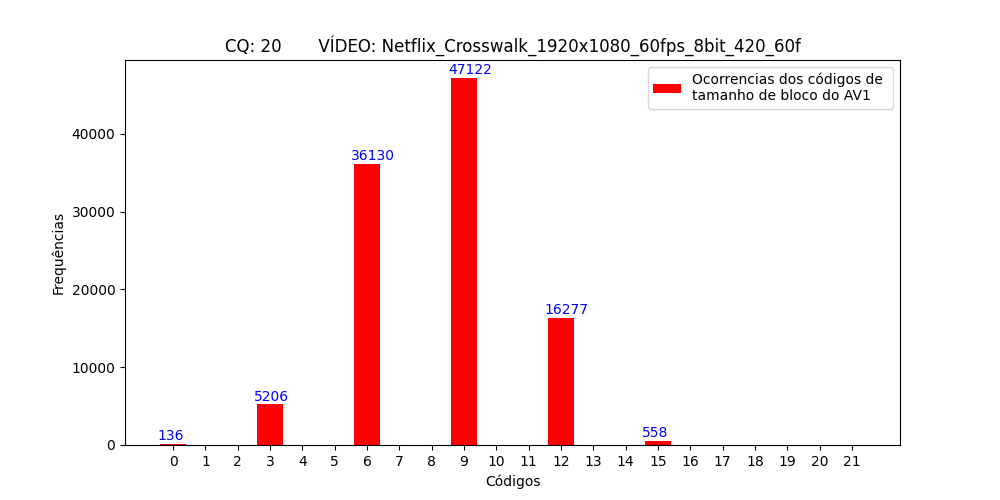 CQ: 20 VÍDEO: Netflix_Crosswalk_1920x1080_60fps_8bit_420_60f
Ocorrencias dos códigos de
tamanho de bloco do AV1
47122
36130
16277
5206
558
136
40000
30000
20000
10000
0
Frequências
0 1 2 3 4 5 6 7 8 9 10 11 12 13 14 15 16 17 18 19 20 21
Códigos